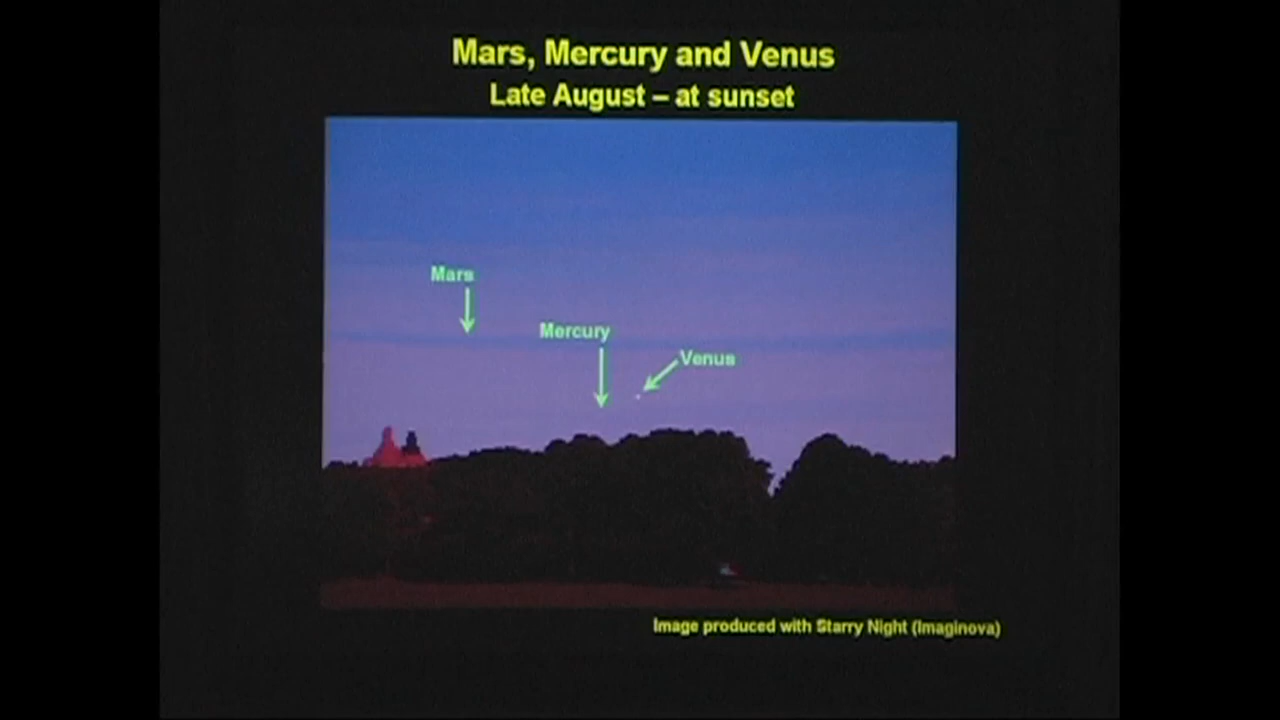 Mars, Mercury and Venus
Late August – at sunset
Mars
Mercury
Venus
Image produced with Starry Night (Imaginova)